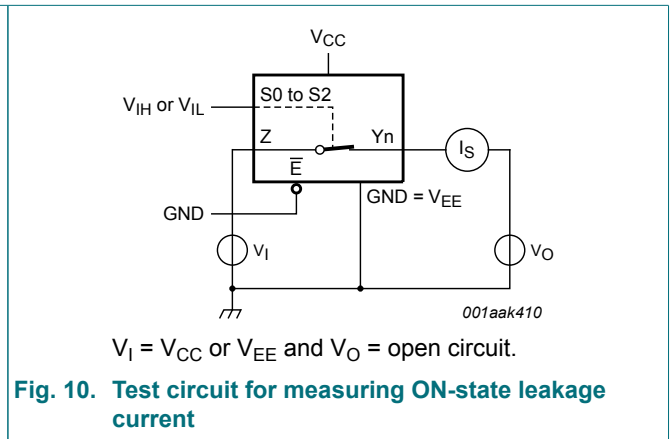 VCC
VIH or VIL
S0 to S2
Z
Yn
IS
E
GND = VEE
GND
VI
VO
001aak410
VI = VCC or VEE and VO = open circuit.
Fig. 10. Test circuit for measuring ON-state leakage
current